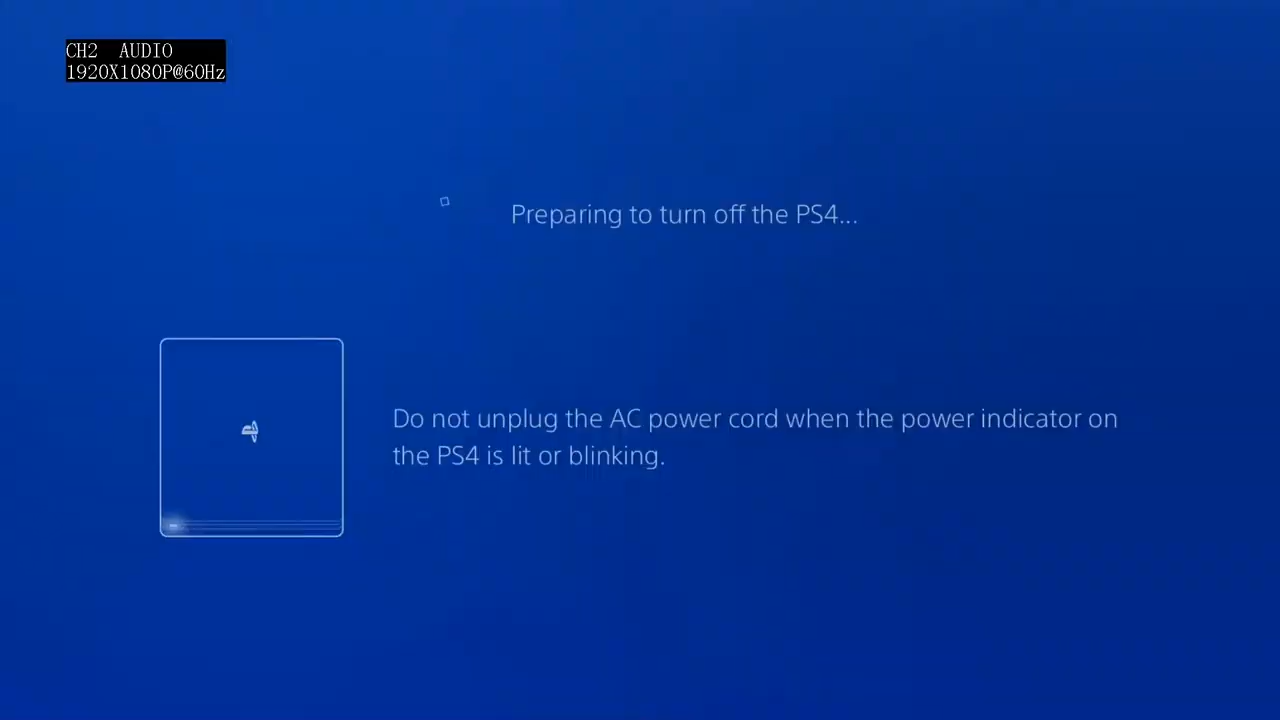 CH2 AUDIO
1920X1080P@60Hz
Preparing to turn off the PS4...
Do not unplug the AC power cord when the power indicator on
the PS4 is lit or blinking.